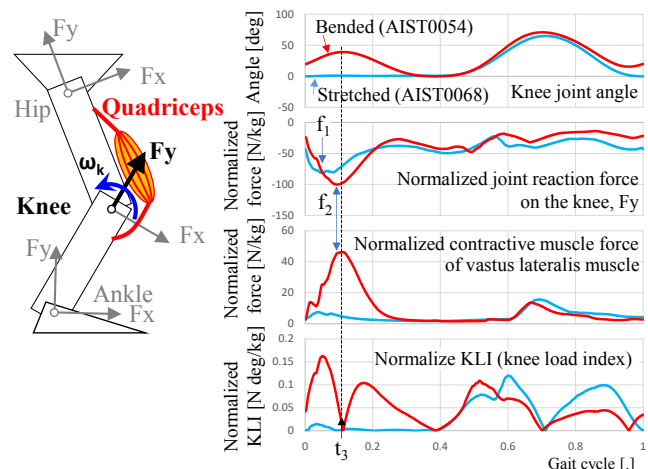 Fy
Fx
Hip
Quadriceps
ωk
Fy
Knee
Fx
Fy
Ankle
Fx
Angle [deg]
100
50
0
-50
Bended (AIST0054)
Stretched (AIST0068)
Knee joint angle
Normalized
force [N/kg]
0
-50
-100
-150
f1
f2
Normalized joint reaction force
on the knee, Fy
Normalized
force [N/kg]
60
40
20
0
Normalized contractive muscle force
of vastus lateralis muscle
Normalized
KLI [N deg/kg]
0.2
0.15
0.1
0.05
0
Normalize KLI (knee load index)
0 0.2 0.4 0.6 0.8 1
t3
Gait cycle [.]